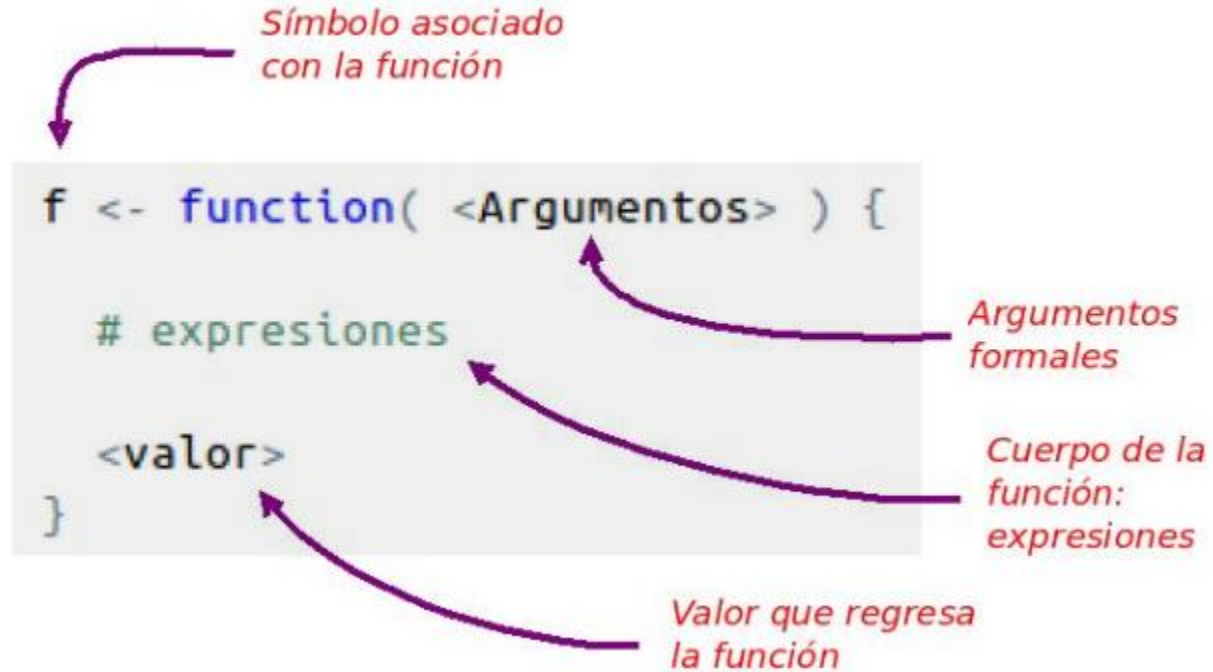 Símbolo asociado
con la función
f <- function( <Argumentos> ) {
# expresiones
<valor>
}
Argumentos
formales
Cuerpo de la
función:
expresiones
Valor que regresa
la función